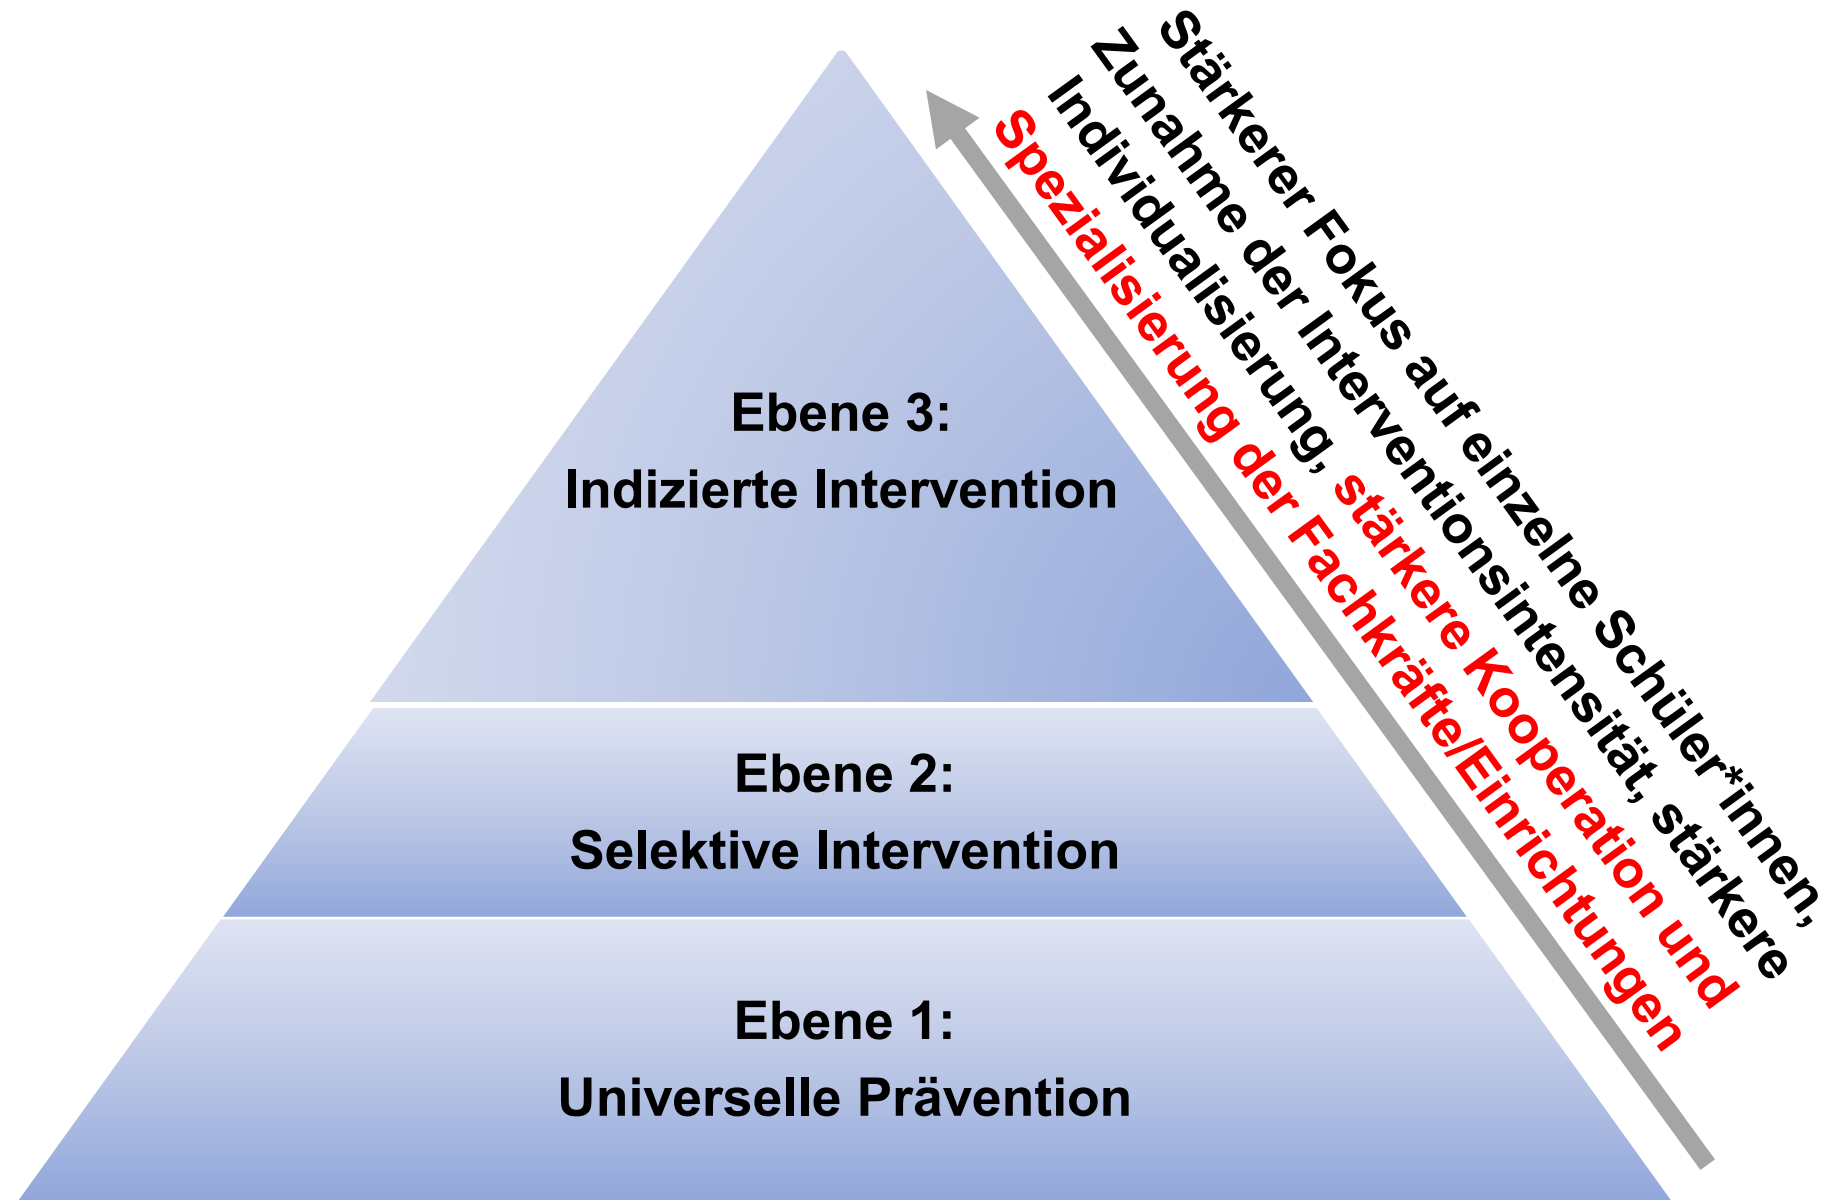 Stärkerer Fokus auf einzelne Schüler*innen,
Zunahme der Interventionsintensität, stärkere
Individualisierung, stärkere Kooperation und
Spezialisierung der Fachkräfte/Einrichtungen
Ebene 3:
Indizierte Intervention
Ebene 2:
Selektive Intervention
Ebene 1:
Universelle Prävention